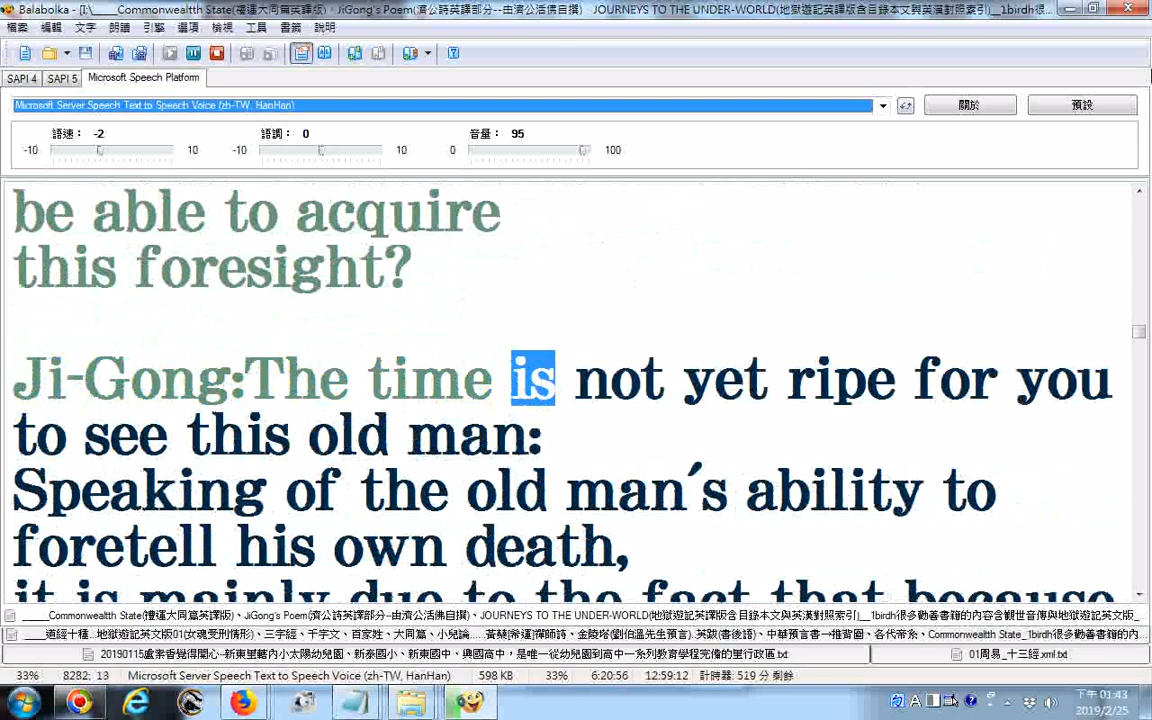 Balabolka - [I:\_____Commonwealtth State(禮運大同篇英譯版)、JiGong's Poem(濟公詩英譯部分--由濟公活佛自撰) JOURNEYS TO THE UNDER-WORLD(地獄遊記英譯版含目錄本文與英漢對照索引)__1birdh很...
檔案 編輯 文字 朗讀 引擎 選項 檢視 工具 書籤 說明
SAPI 4 SAPI 5 Microsoft Speech Platform
Microsoft Server Speech Text to Speech Voice (zh-TW, HanHan) 關於 預設
語速： -2 語調： 0 音量： 95
-10 10 -10 10 0 100
be able to acquire
this foresight?
Ji-Gong:The time is not yet ripe for you
to see this old man:
Speaking of the old man's ability to
foretell his own death,
it is mainly due to the fact that because
_____Commonwealtth State(禮運大同篇英譯版)、JiGong's Poem(濟公詩英譯部分--由濟公活佛自撰)、JOURNEYS TO THE UNDER-WORLD(地獄遊記英譯版含目錄本文與英漢對照索引)__1birdh很多勸善書籍的內容含觀世音傳與地獄遊記英文版_
20190115盧素香覺得開心--新東里轄內小太陽幼兒園、新泰國小、新東國中、興國高中，是唯一從幼兒園到高中一系列教育學程完備的里行政區.txt 01周易_十三經.xml.txt
33% 8282: 13 Microsoft Server Speech Text to Speech Voice (zh-TW, HanHan) 598 KB 33% 6:20:56 12:59:12 計時器： 519 分 剩餘
下午 01:43
2019/2/25